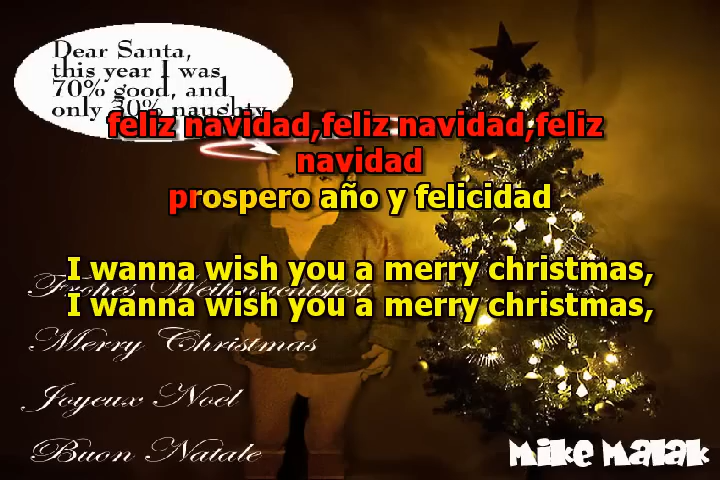 Dear Santa,
this year I was
70% good, and
only 30% naughty
feliz navidad,feliz navidad,feliz
navidad
prospero año y felicidad
I wanna wish you a merry christmas,
Frohes Weihnachtsfest
I wanna wish you a merry christmas,
Merry Christmas
Joyeux Noel
Buon Natale
Mike Malak